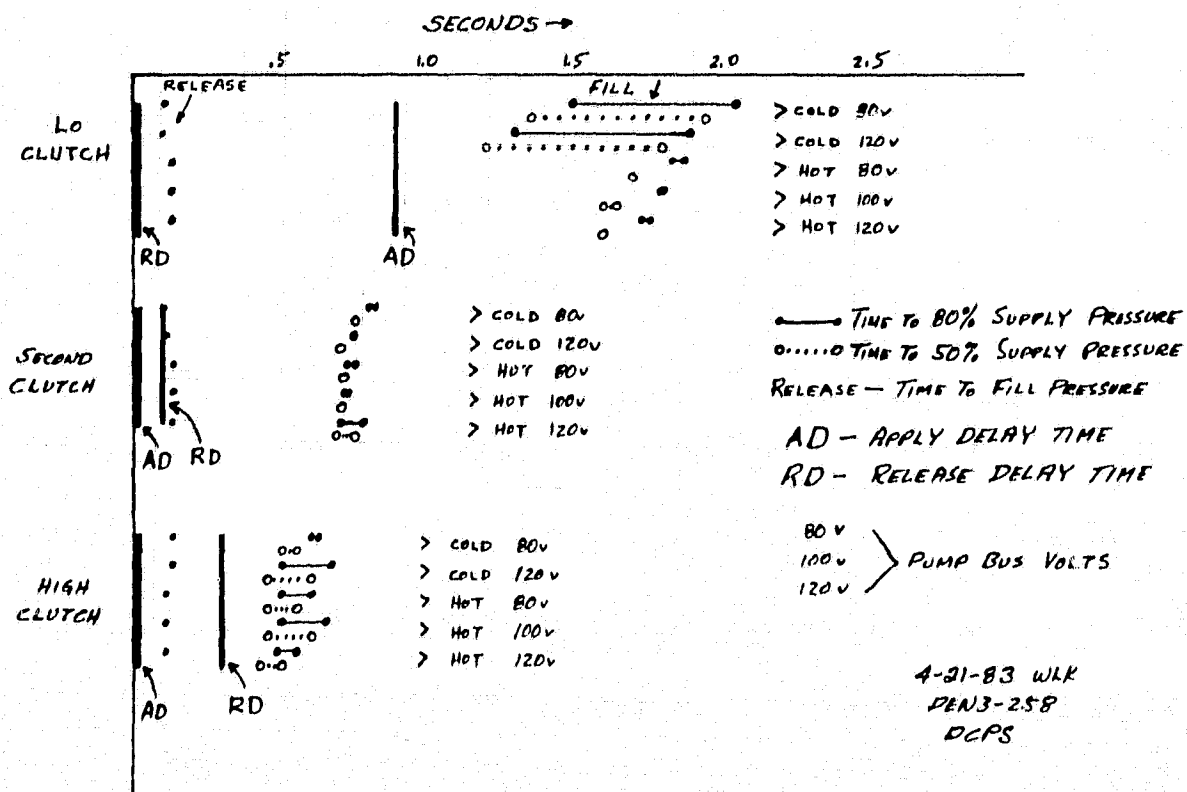 SECONDS →
.5 1.0 1.5 2.0 2.5
RELEASE
FILL ↓
LO
CLUTCH
> COLD 80V
> COLD 120V
> HOT 80V
> HOT 100V
> HOT 120V
RD
AD
SECOND
CLUTCH
> COLD 80V
> COLD 120V
> HOT 80V
> HOT 100V
> HOT 120V
AD RD
TIME TO 80% SUPPLY PRESSURE
TIME TO 50% SUPPLY PRESSURE
RELEASE — TIME TO FILL PRESSURE
AD - APPLY DELAY TIME
RD - RELEASE DELAY TIME
HIGH
CLUTCH
> COLD 80V
> COLD 120V
> HOT 80V
> HOT 100V
> HOT 120V
AD
RD
80 V
100 V
120 V
PUMP BUS VOLTS
4-21-83 WLK
DEN3-258
DCPS